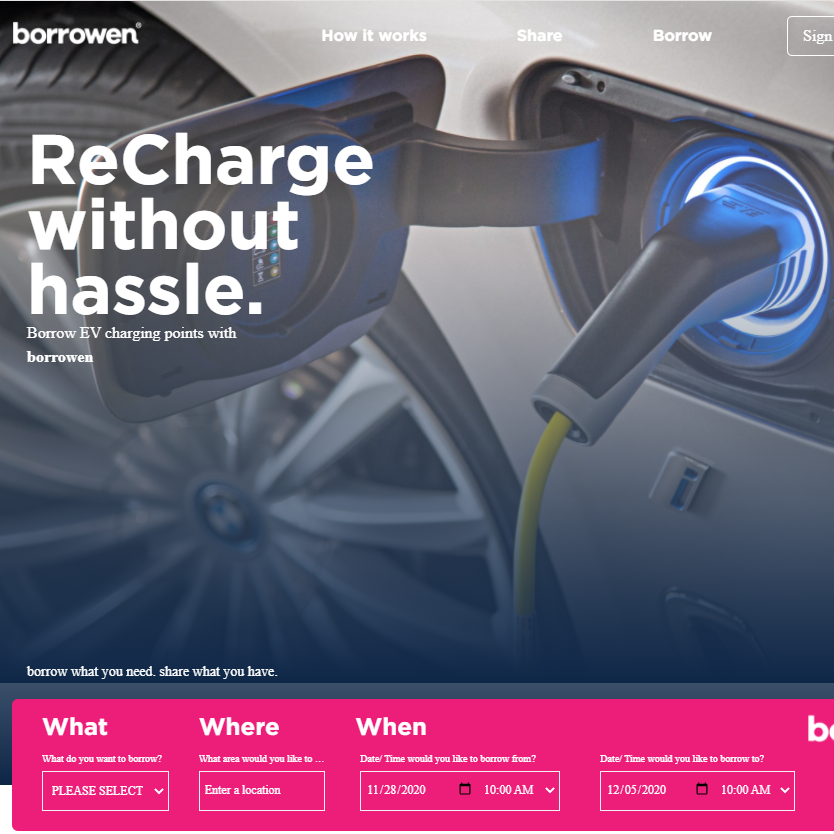 borrowen®
How it works
Share
Borrow
Sign
ReCharge
without
hassle.
Borrow EV charging points with
borrowen
i
borrow what you need. share what you have.
What
Where
When
bo
What do you want to borrow?
What area would you like to ...
Date/ Time would you like to borrow from?
Date/ Time would you like to borrow to?
PLEASE SELECT
Enter a location
11/28/2020
10:00 AM
12/05/2020
10:00 AM